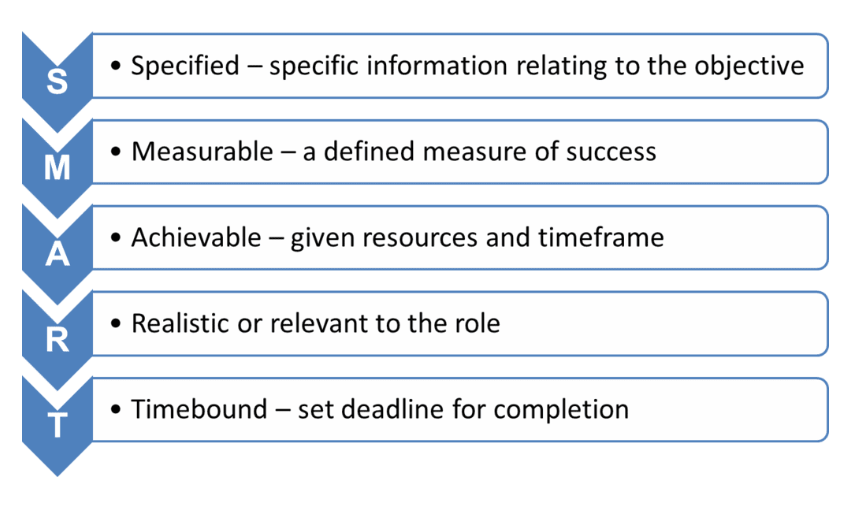 S
• Specified – specific information relating to the objective
M
• Measurable – a defined measure of success
A
• Achievable – given resources and timeframe
R
• Realistic or relevant to the role
T
• Timebound – set deadline for completion